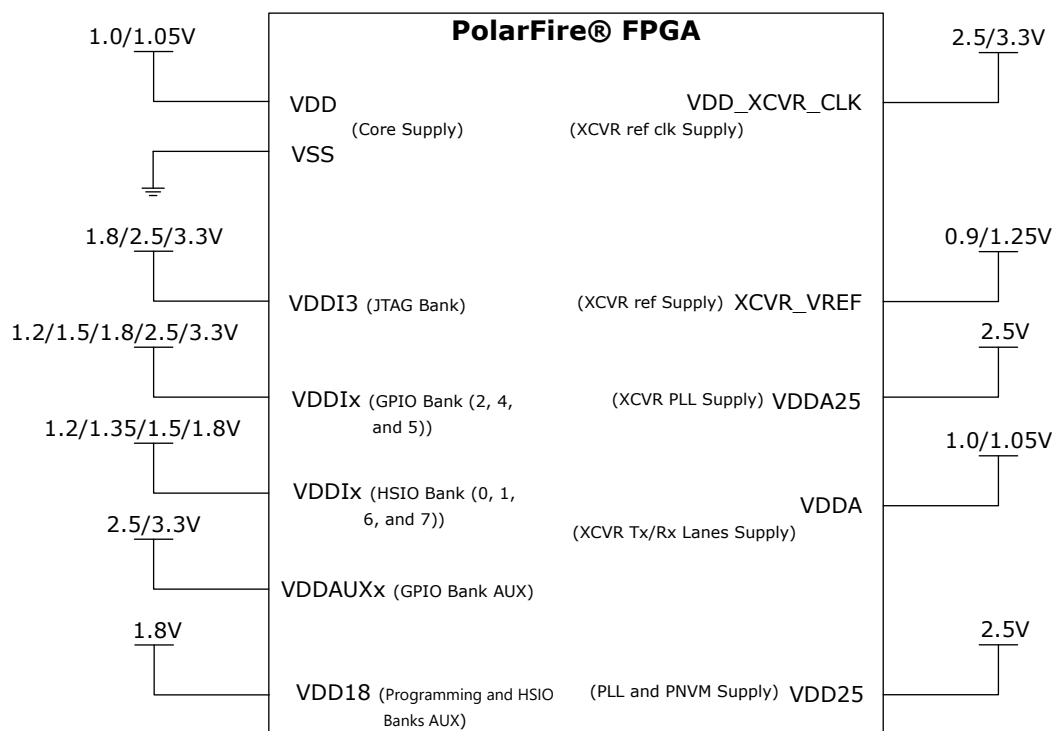 PolarFire® FPGA
1.0/1.05V
2.5/3.3V
VDD
VDD_XCVR_CLK
(Core Supply)
(XCVR ref clk Supply)
VSS
1.8/2.5/3.3V
0.9/1.25V
VDDI3 (JTAG Bank)
(XCVR ref Supply) XCVR_VREF
1.2/1.5/1.8/2.5/3.3V
2.5V
VDDIx (GPIO Bank (2, 4,
and 5))
(XCVR PLL Supply) VDDA25
1.2/1.35/1.5/1.8V
1.0/1.05V
VDDIx (HSIO Bank (0, 1,
6, and 7))
VDDA
(XCVR Tx/Rx Lanes Supply)
2.5/3.3V
VDDAUXx (GPIO Bank AUX)
1.8V
2.5V
VDD18 (Programming and HSIO
Banks AUX)
(PLL and PNVM Supply) VDD25